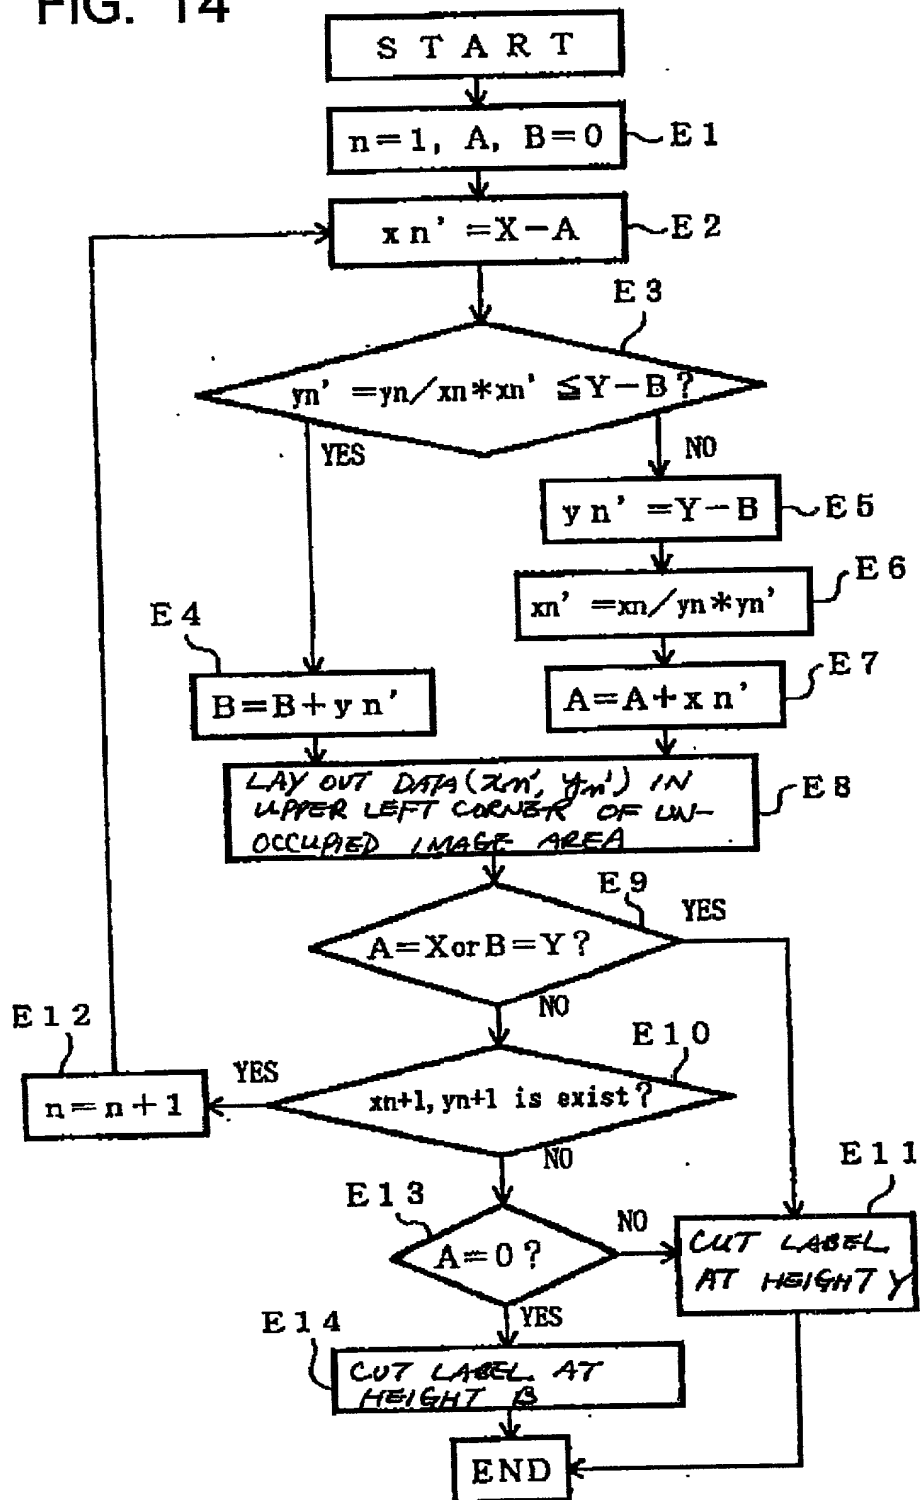 FIG. 14
START
n=1, A, B=0
E1
xn'=X-A
E2
E3
yn'=yn/xn*xn' ≦Y-B?
YES
NO
yn'=Y-B
E5
xn'=xn/yn*yn'
E6
E4
B=B+yn'
A=A+xn'
E7
LAY OUT DATA (xn', yn') IN
UPPER LEFT CORNER OF UN-
OCCUPIED IMAGE AREA
E8
E9
A=X or B=Y?
YES
NO
E10
xn+1, yn+1 is exist?
YES
NO
E12
n=n+1
E13
A=0?
NO
YES
E11
CUT LABEL
AT HEIGHT Y
E14
CUT LABEL AT
HEIGHT B
END